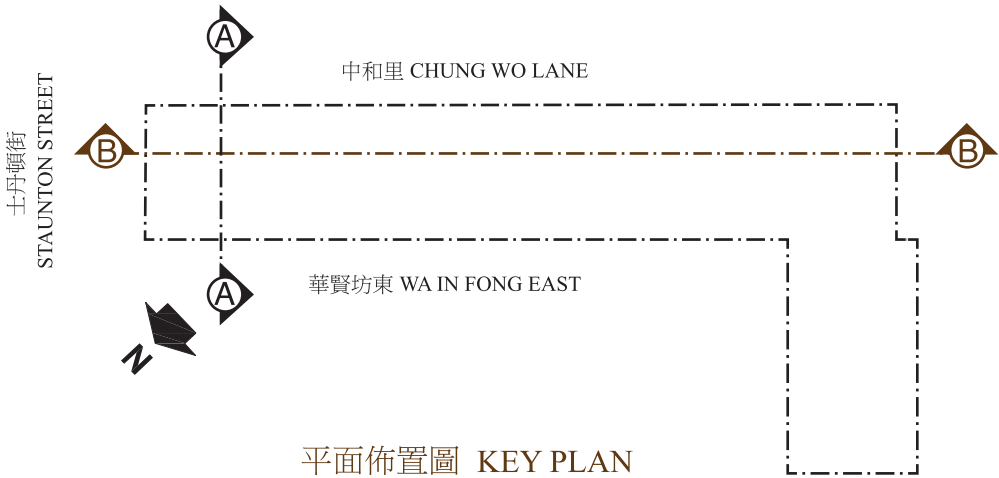 A
中和里 CHUNG WO LANE
士丹頓街
STAUNTON STREET
B
B
A
華賢坊東 WA IN FONG EAST
N
平面佈置圖 KEY PLAN